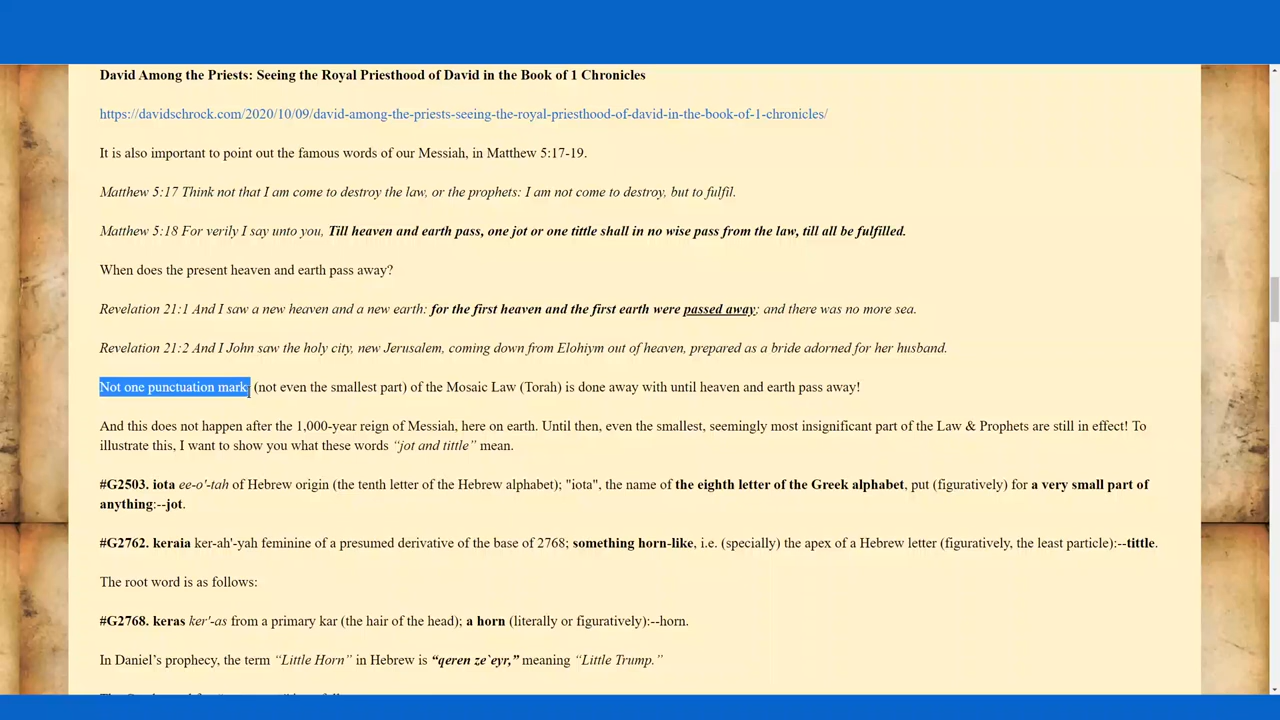 David Among the Priests: Seeing the Royal Priesthood of David in the Book of 1 Chronicles
https://davidschrock.com/2020/10/09/david-among-the-priests-seeing-the-royal-priesthood-of-david-in-the-book-of-1-chronicles/
It is also important to point out the famous words of our Messiah, in Matthew 5:17-19.
Matthew 5:17 Think not that I am come to destroy the law, or the prophets: I am not come to destroy, but to fulfil.
Matthew 5:18 For verily I say unto you, Till heaven and earth pass, one jot or one tittle shall in no wise pass from the law, till all be fulfilled.
When does the present heaven and earth pass away?
Revelation 21:1 And I saw a new heaven and a new earth: for the first heaven and the first earth were passed away; and there was no more sea.
Revelation 21:2 And I John saw the holy city, new Jerusalem, coming down from Elohiym out of heaven, prepared as a bride adorned for her husband.
Not one punctuation mark (not even the smallest part) of the Mosaic Law (Torah) is done away with until heaven and earth pass away!
And this does not happen after the 1,000-year reign of Messiah, here on earth. Until then, even the smallest, seemingly most insignificant part of the Law & Prophets are still in effect! To
illustrate this, I want to show you what these words “jot and tittle” mean.
#G2503. iota ee-o'-tah of Hebrew origin (the tenth letter of the Hebrew alphabet); "iota", the name of the eighth letter of the Greek alphabet, put (figuratively) for a very small part of
anything:--jot.
#G2762. keraia ker-ah'-yah feminine of a presumed derivative of the base of 2768; something horn-like, i.e. (specially) the apex of a Hebrew letter (figuratively, the least particle):--tittle.
The root word is as follows:
#G2768. keras ker'-as from a primary kar (the hair of the head); a horn (literally or figuratively):--horn.
In Daniel’s prophecy, the term “Little Horn” in Hebrew is “qeren ze`eyr,” meaning “Little Trump.”